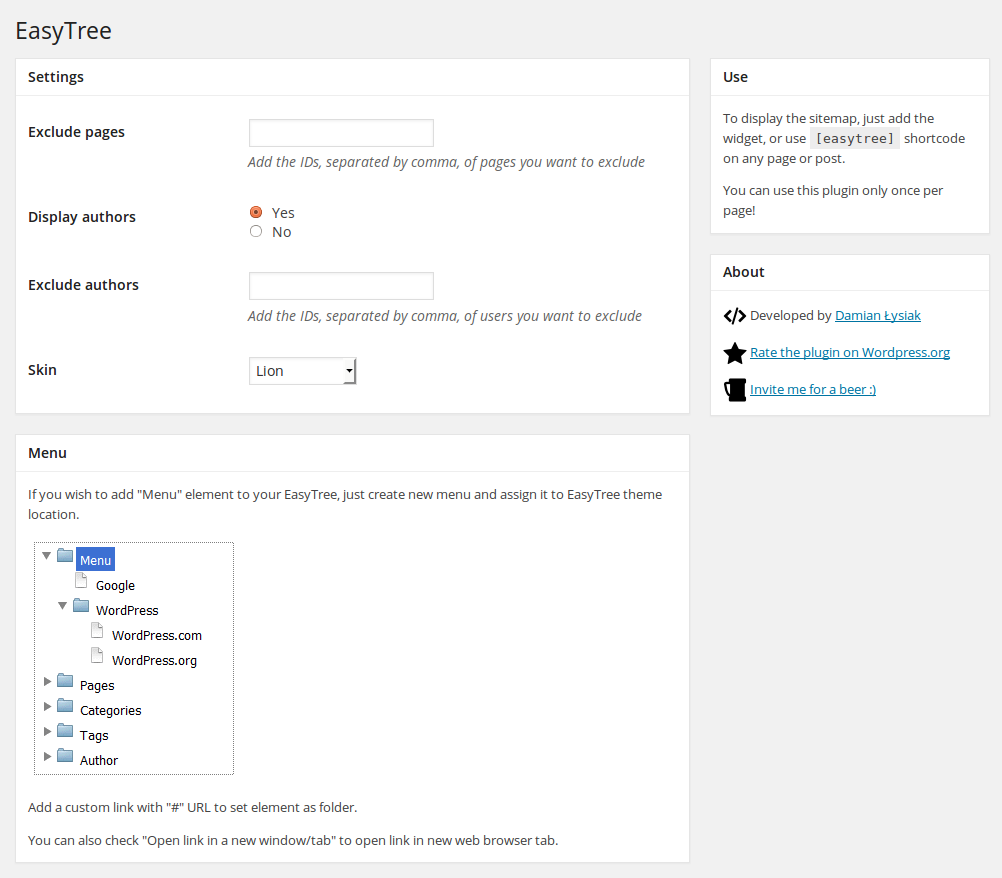 EasyTree
Settings
Exclude pages
Add the IDs, separated by comma, of pages you want to exclude
Display authors
Yes
No
Exclude authors
Add the IDs, separated by comma, of users you want to exclude
Skin
Lion
Menu
If you wish to add "Menu" element to your EasyTree, just create new menu and assign it to EasyTree theme
location.
Menu
Google
WordPress
WordPress.com
WordPress.org
Pages
Categories
Tags
Author
Add a custom link with "#" URL to set element as folder.
You can also check "Open link in a new window/tab" to open link in new web browser tab.
Use
To display the sitemap, just add the
widget, or use [easytree] shortcode
on any page or post.
You can use this plugin only once per
page!
About
Developed by Damian Łysiak
Rate the plugin on Wordpress.org
Invite me for a beer :)